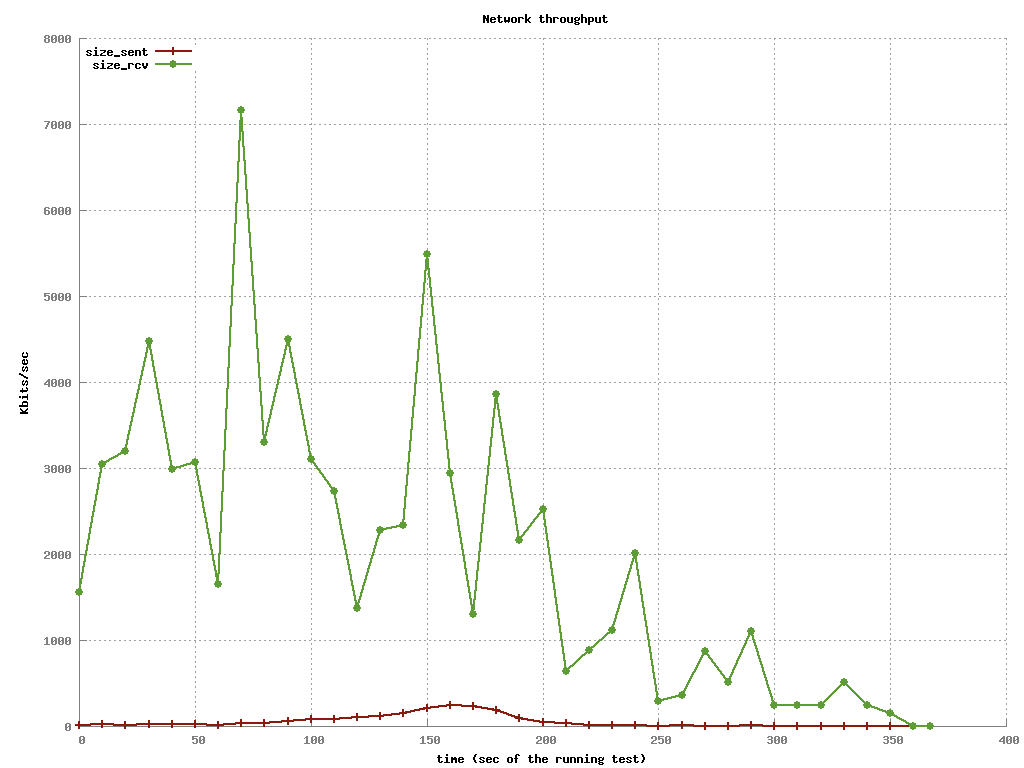 Network throughput
8000
size_sent
size_rcv
7000
6000
5000
4000
Kbits/sec
3000
2000
1000
0
0 50 100 150 200 250 300 350 400
time (sec of the running test)